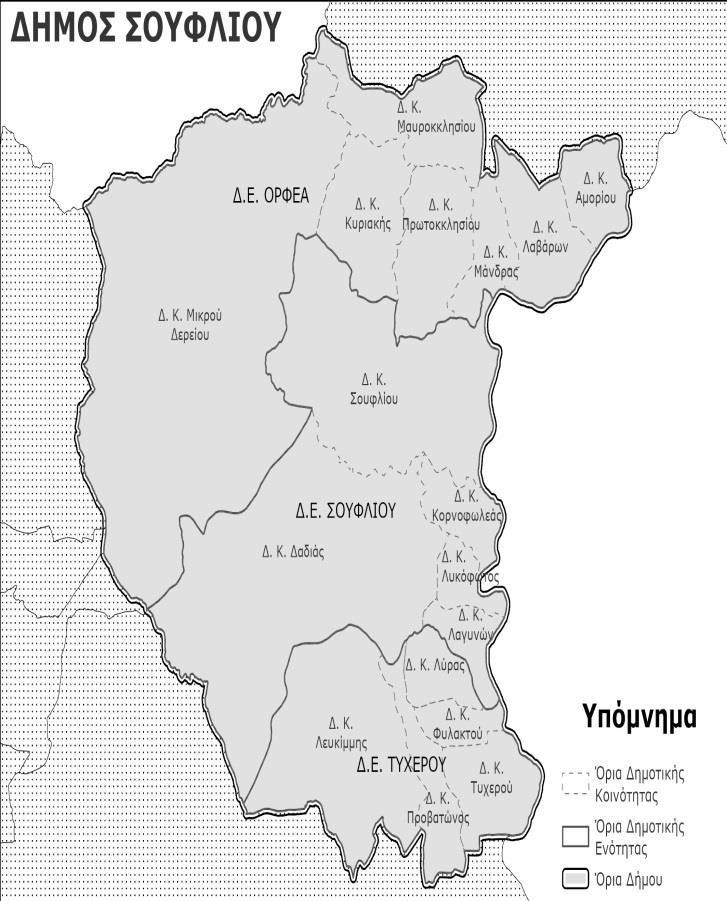 ΔΗΜΟΣ ΣΟΥΦΛΙΟΥ
Δ. Κ.
Μαυροκκλησίου
Δ. Κ.
Αμορίου
Δ.Ε. ΟΡΦΕΑ
Δ. Κ.
Κυριακής
Δ. Κ.
Πρωτοκκλησίου
Δ. Κ.
Λαβάρων
Δ. Κ.
Μάνδρας
Δ. Κ. Μικρού
Δερείου
Δ. Κ.
Σουφλίου
Δ. Κ.
Κορνοφωλεάς
Δ.Ε. ΣΟΥΦΛΙΟΥ
Δ. Κ. Δαδιάς
Δ. Κ.
Λυκόφωτος
Δ. Κ.
Λαγυνών
Δ. Κ. Λύρας
Δ. Κ.
Λευκίμμης
Δ. Κ.
Φυλακτού
Δ.Ε. ΤΥΧΕΡΟΥ
Δ. Κ.
Τυχερού
Δ. Κ.
Προβατώνος
Υπόμνημα
Όρια Δημοτικής
Κοινότητας
Όρια Δημοτικής
Ενότητας
Όρια Δήμου